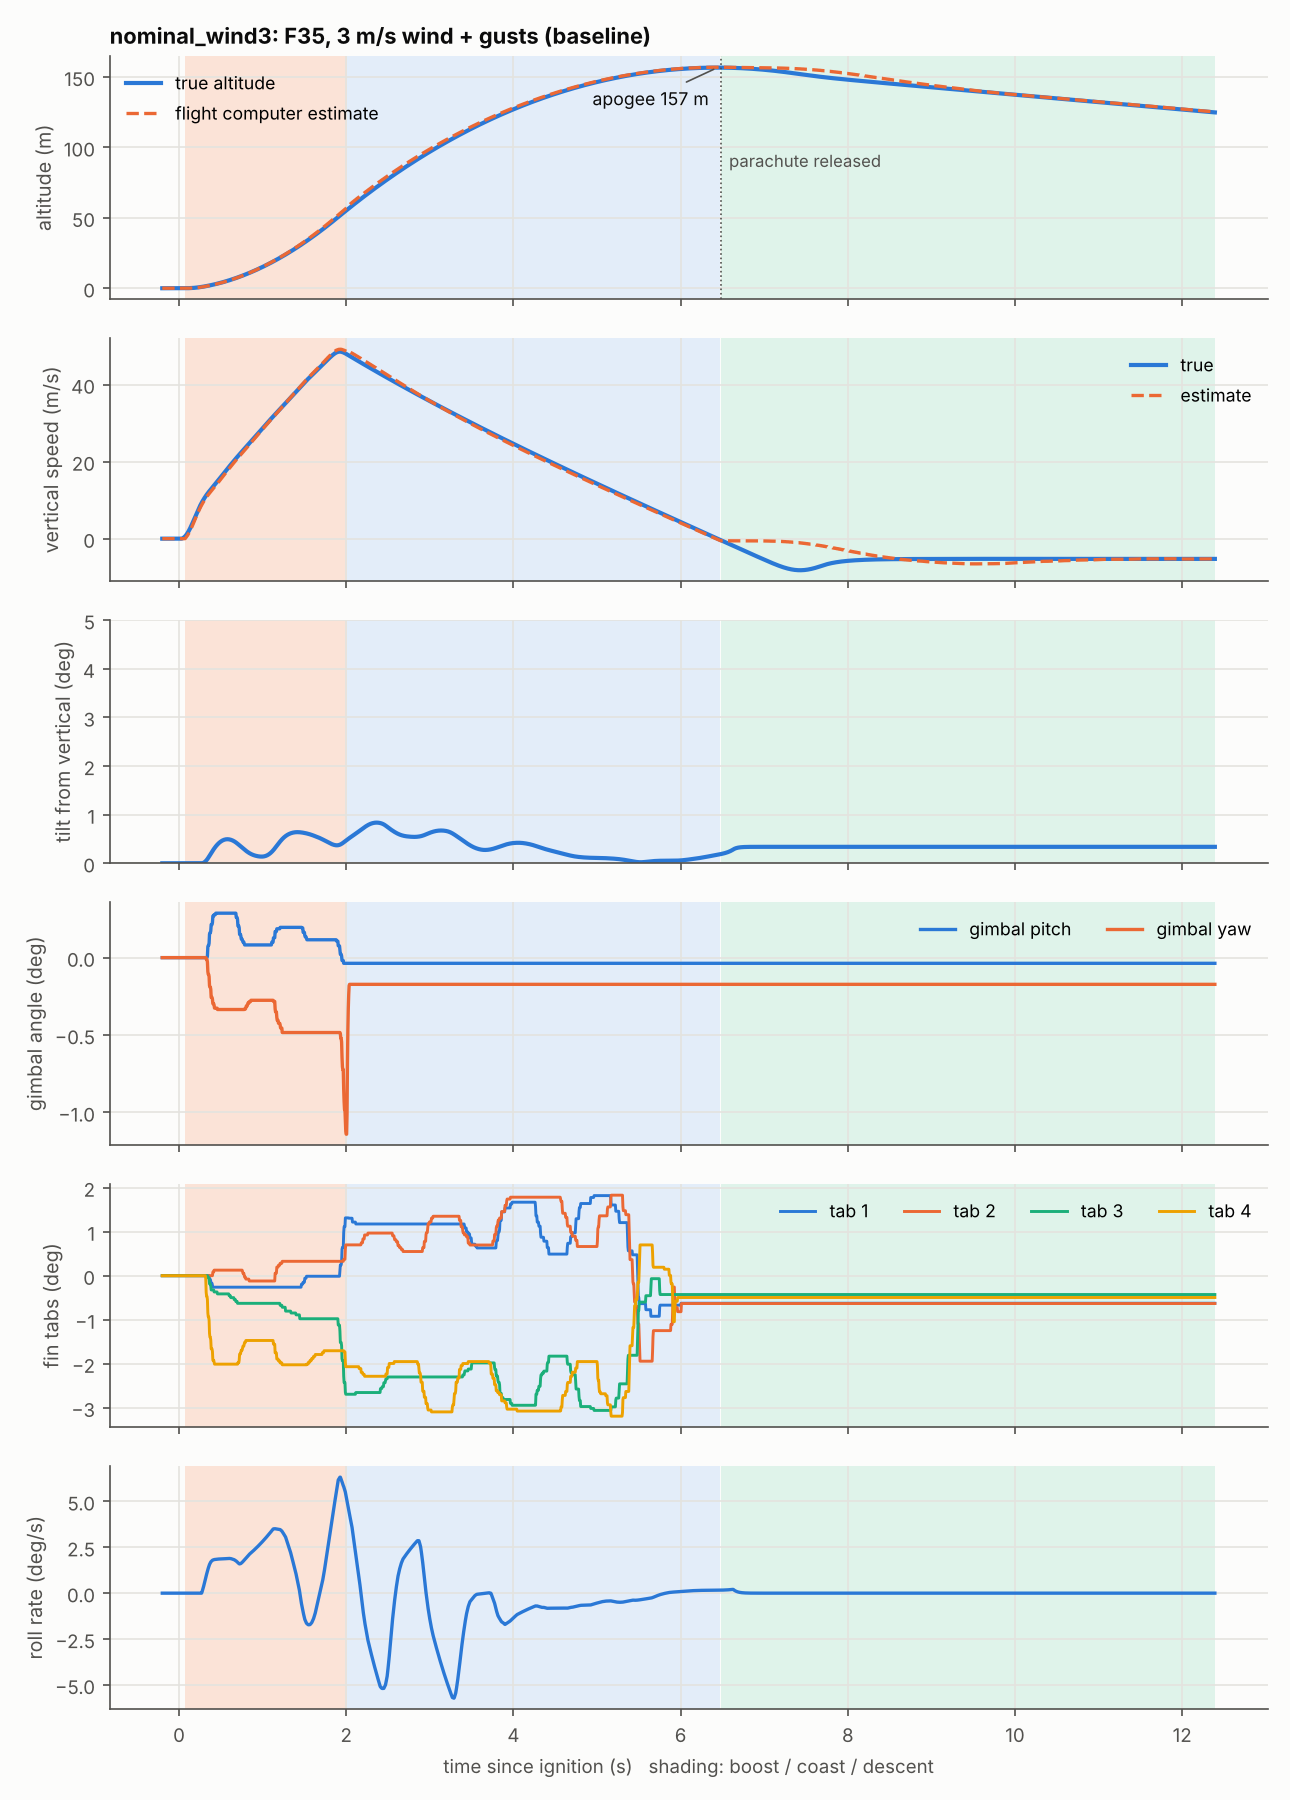 nominal_wind3: F35, 3 m/s wind + gusts (baseline)
true altitude
flight computer estimate
apogee 157 m
parachute released
altitude (m)
150
100
50
0
true
estimate
vertical speed (m/s)
40
20
0
tilt from vertical (deg)
5
4
3
2
1
0
gimbal pitch
gimbal yaw
gimbal angle (deg)
0.0
−0.5
−1.0
tab 1
tab 2
tab 3
tab 4
fin tabs (deg)
2
1
0
−1
−2
−3
roll rate (deg/s)
5.0
2.5
0.0
−2.5
−5.0
0 2 4 6 8 10 12
time since ignition (s) shading: boost / coast / descent